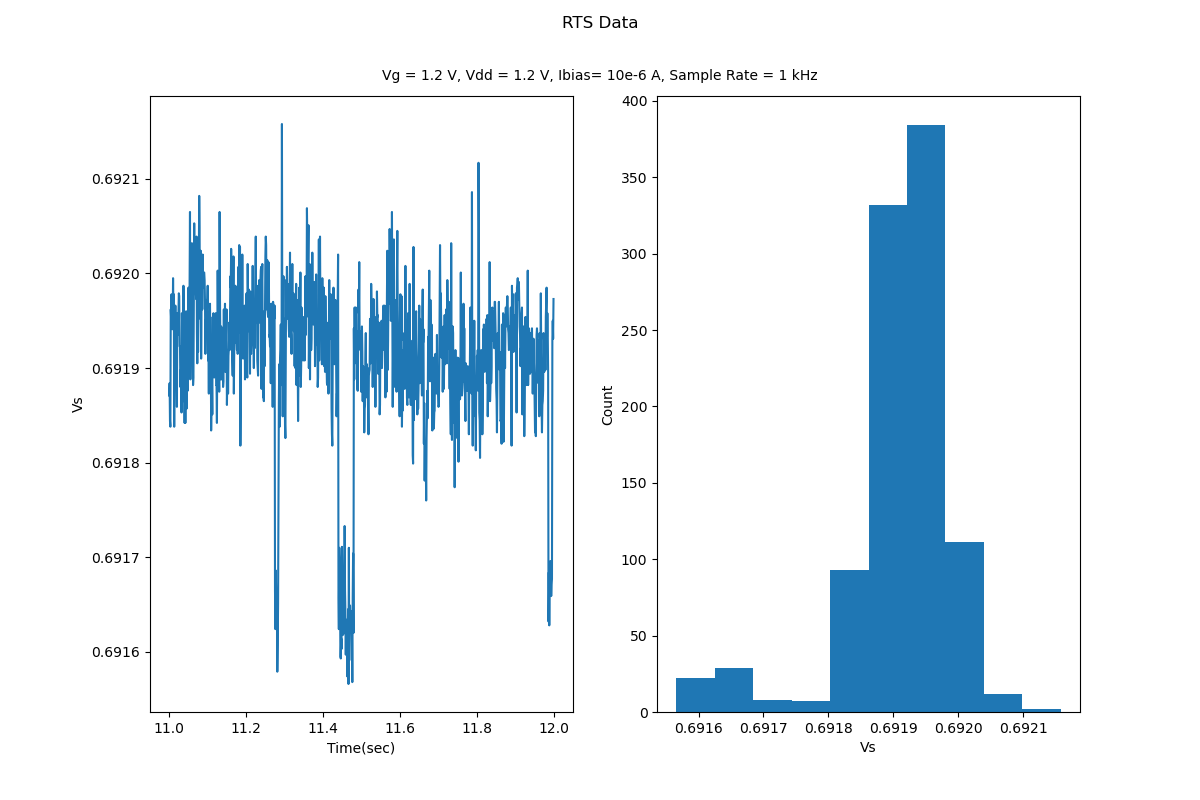 RTS Data
Vg = 1.2 V, Vdd = 1.2 V, Ibias= 10e-6 A, Sample Rate = 1 kHz
Vs
0.6921
0.6920
0.6919
0.6918
0.6917
0.6916
11.0 11.2 11.4 11.6 11.8 12.0
Time(sec)
Count
400
350
300
250
200
150
100
50
0
0.6916 0.6917 0.6918 0.6919 0.6920 0.6921
Vs